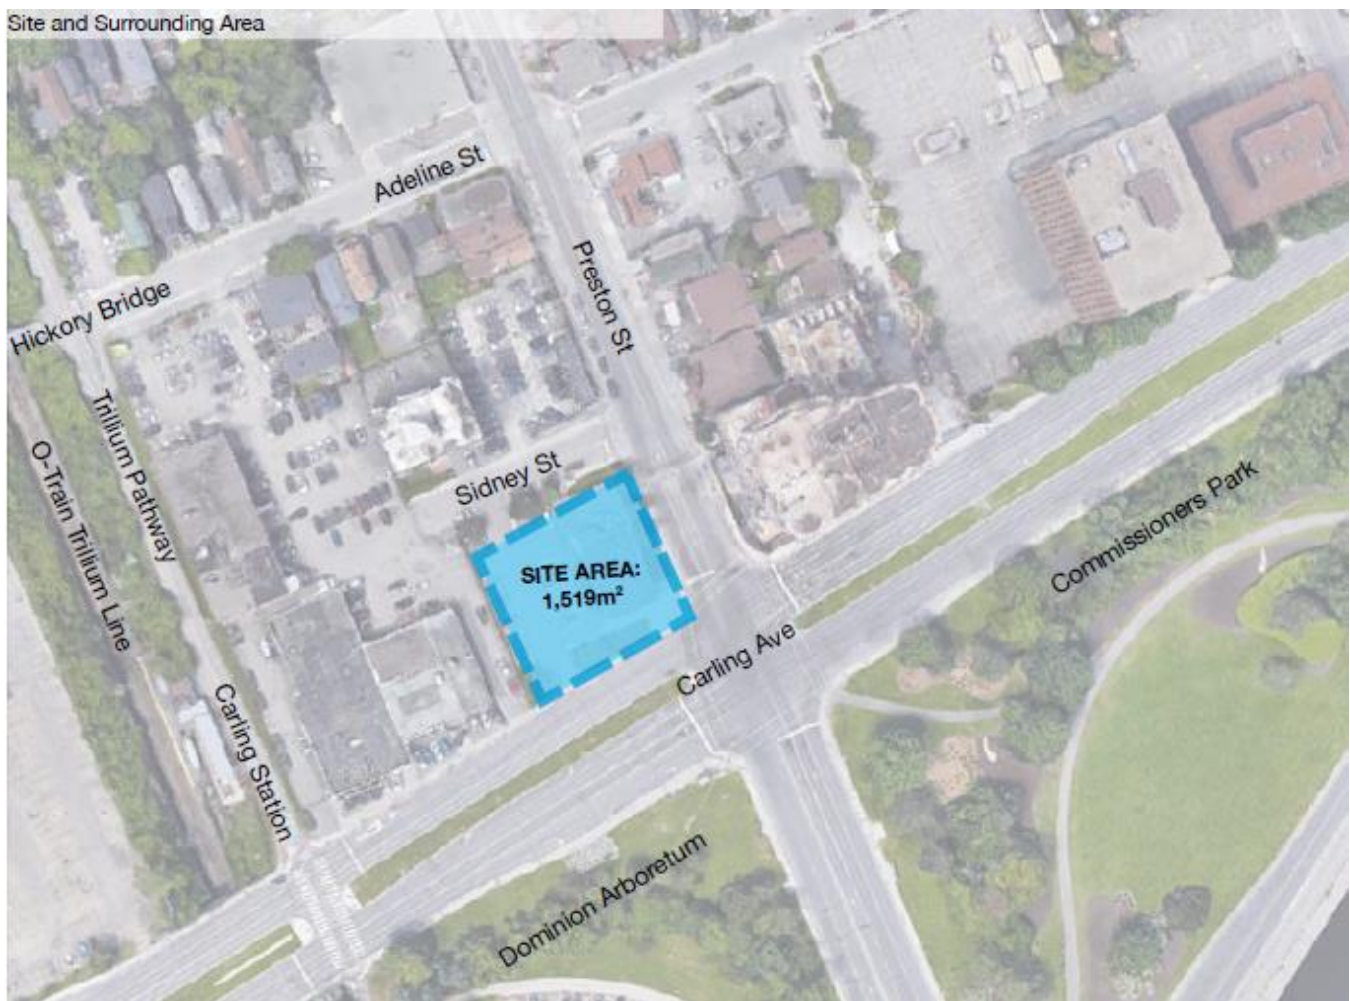 Site and Surrounding Area
Adeline St
Hickory Bridge
Preston St
Trillium Pathway
O-Train Trillium Line
Sidney St
SITE AREA:
1,519m²
Commissioners Park
Carling Ave
Carling Station
Dominion Arboretum